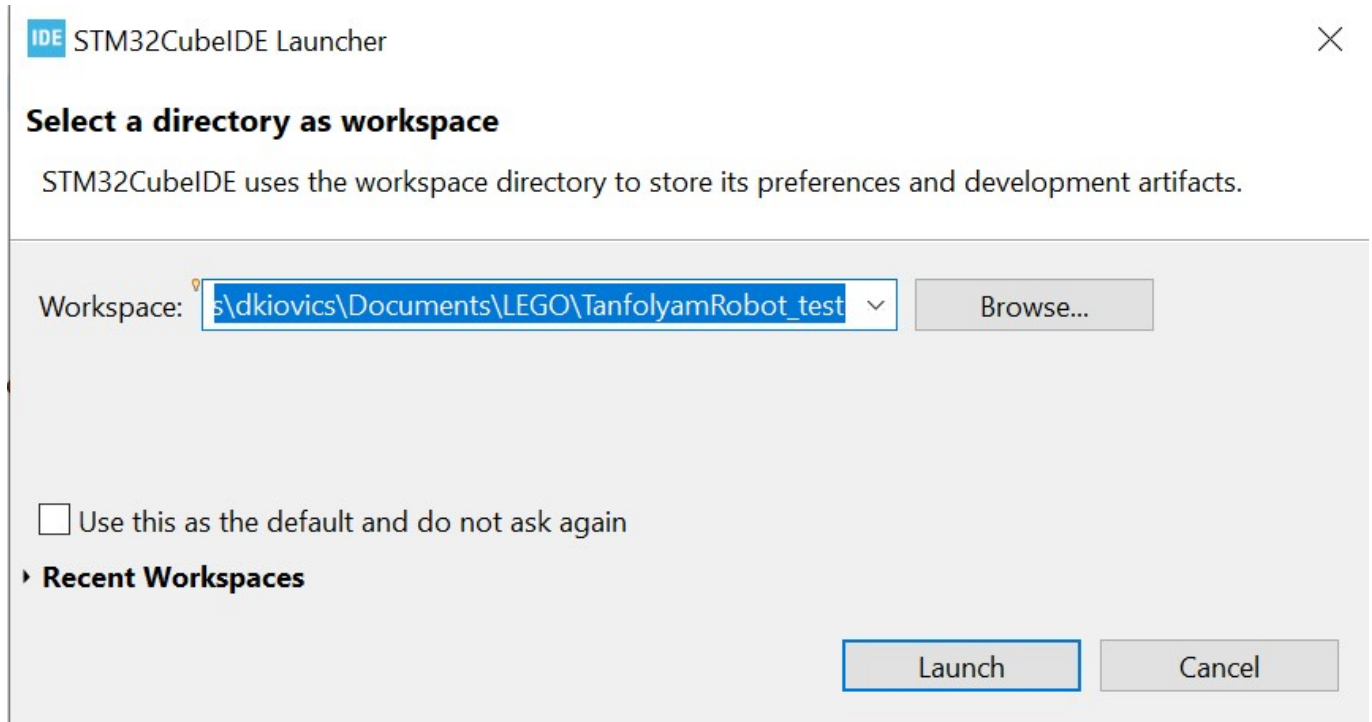 IDE STM32CubeIDE Launcher
Select a directory as workspace
STM32CubeIDE uses the workspace directory to store its preferences and development artifacts.
Workspace: s\dkiovics\Documents\LEGO\TanfolyamRobot_test Browse...
Use this as the default and do not ask again
Recent Workspaces
Launch Cancel